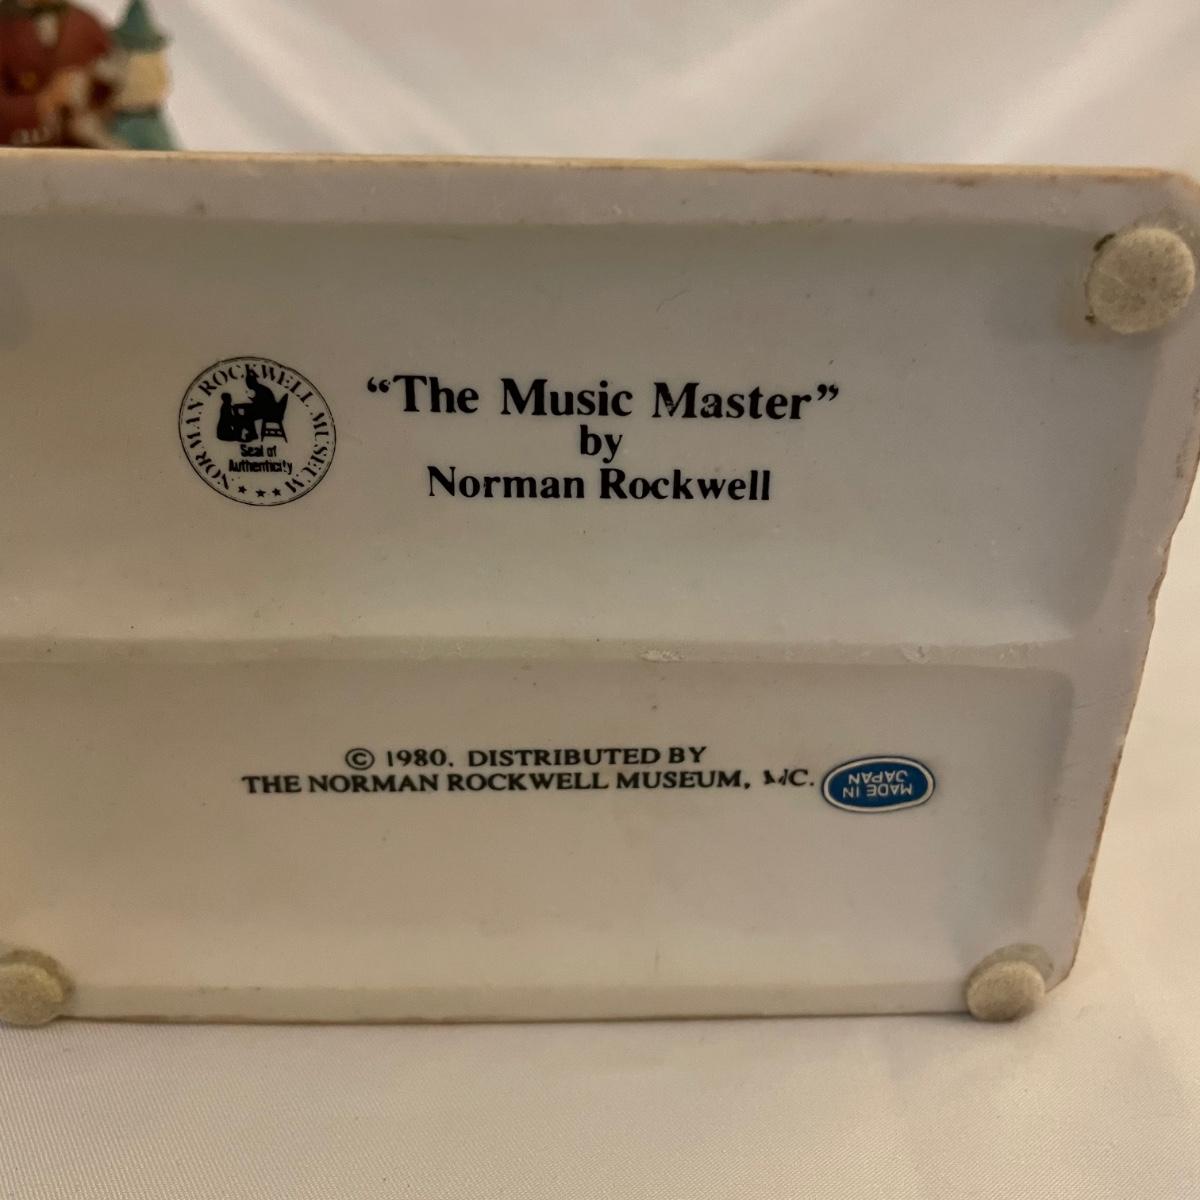 NORMAN ROCKWELL MUSEUM
Seal of
Authenticity
“The Music Master”
by
Norman Rockwell
© 1980. DISTRIBUTED BY
THE NORMAN ROCKWELL MUSEUM, INC.
MADE IN
JAPAN